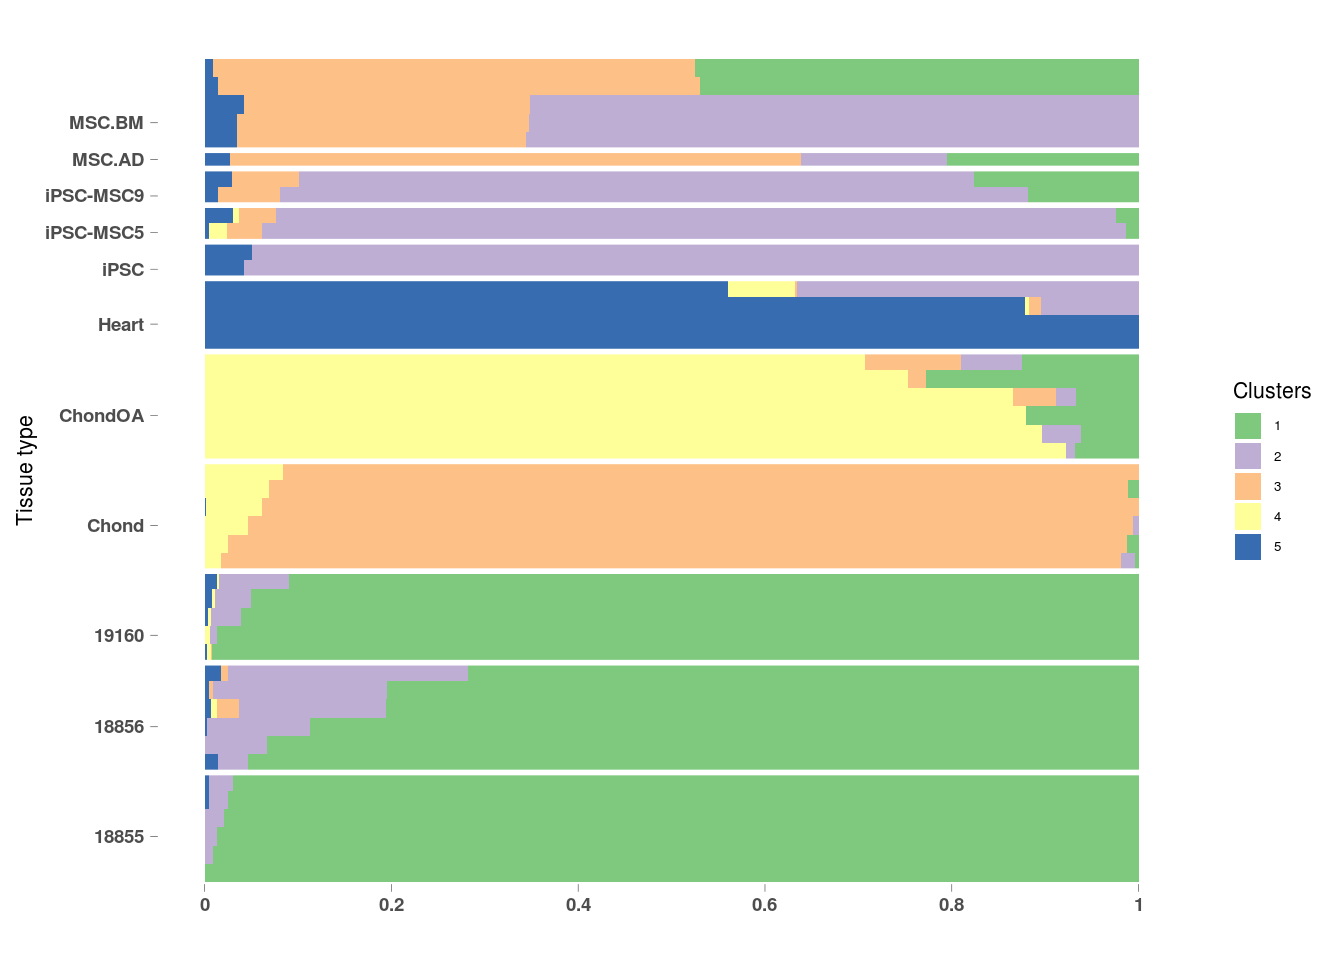 MSC.BM
MSC.AD
iPSC-MSC9
iPSC-MSC5
iPSC
Heart
ChondOA
Chond
19160
18856
18855
Tissue type
0 0.2 0.4 0.6 0.8 1
Clusters
1
2
3
4
5